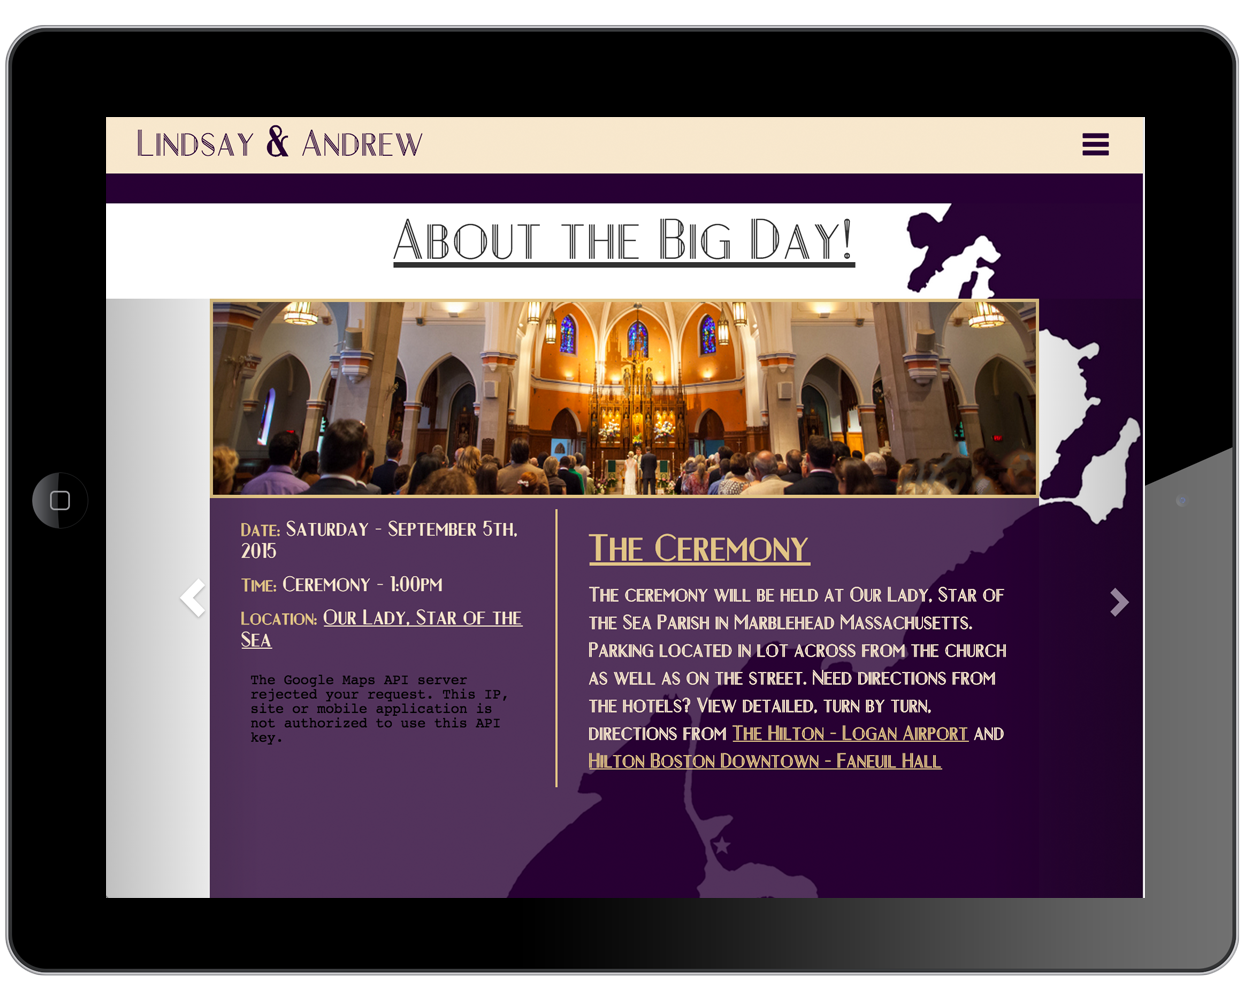 Lindsay & Andrew
About the Big Day!
Date: Saturday - September 5th,
2015
Time: Ceremony - 1:00pm
Location: Our Lady, Star of the
Sea
The Google Maps API server
rejected your request. This IP,
site or mobile application is
not authorized to use this API
key.
The Ceremony
The ceremony will be held at Our Lady, Star of
the Sea Parish in Marblehead Massachusetts.
Parking located in lot across from the church
as well as on the street. Need directions from
the hotels? View detailed, turn by turn,
directions from The Hilton - Logan Airport and
Hilton Boston Downtown - Faneuil Hall